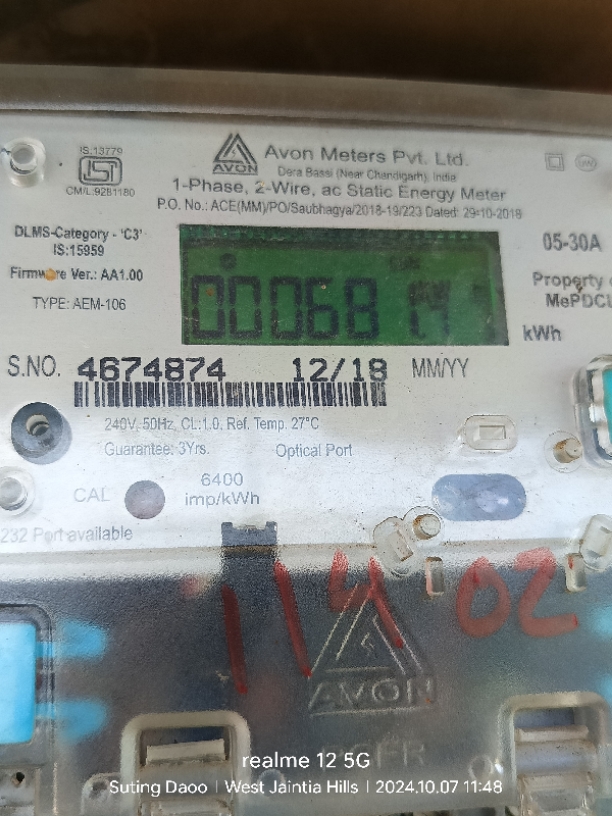 IS.13779
CM/L.9281180
AVON
Avon Meters Pvt. Ltd.
Dera Bassi (Near Chandigarh), India
1-Phase, 2-Wire, ac Static Energy Meter
P.O. No.: ACE(MM)/PO/Saubhagya/2018-19/223 Dated: 29-10-2018
DLMS-Category - 'C3'
IS:15959
Firmware Ver.: AA1.00
TYPE: AEM-106
05-30A
Property
MePDCL
kWh
S.NO. 4674874 12/18 MM/YY
240V, 50Hz, CL:1.0, Ref. Temp. 27°C
Guarantee: 3Yrs. Optical Port
CAL 6400
imp/kWh
232 Port available
114 02
AVON
realme 12 5G
Suting Daoo | West Jaintia Hills | 2024.10.07 11:48